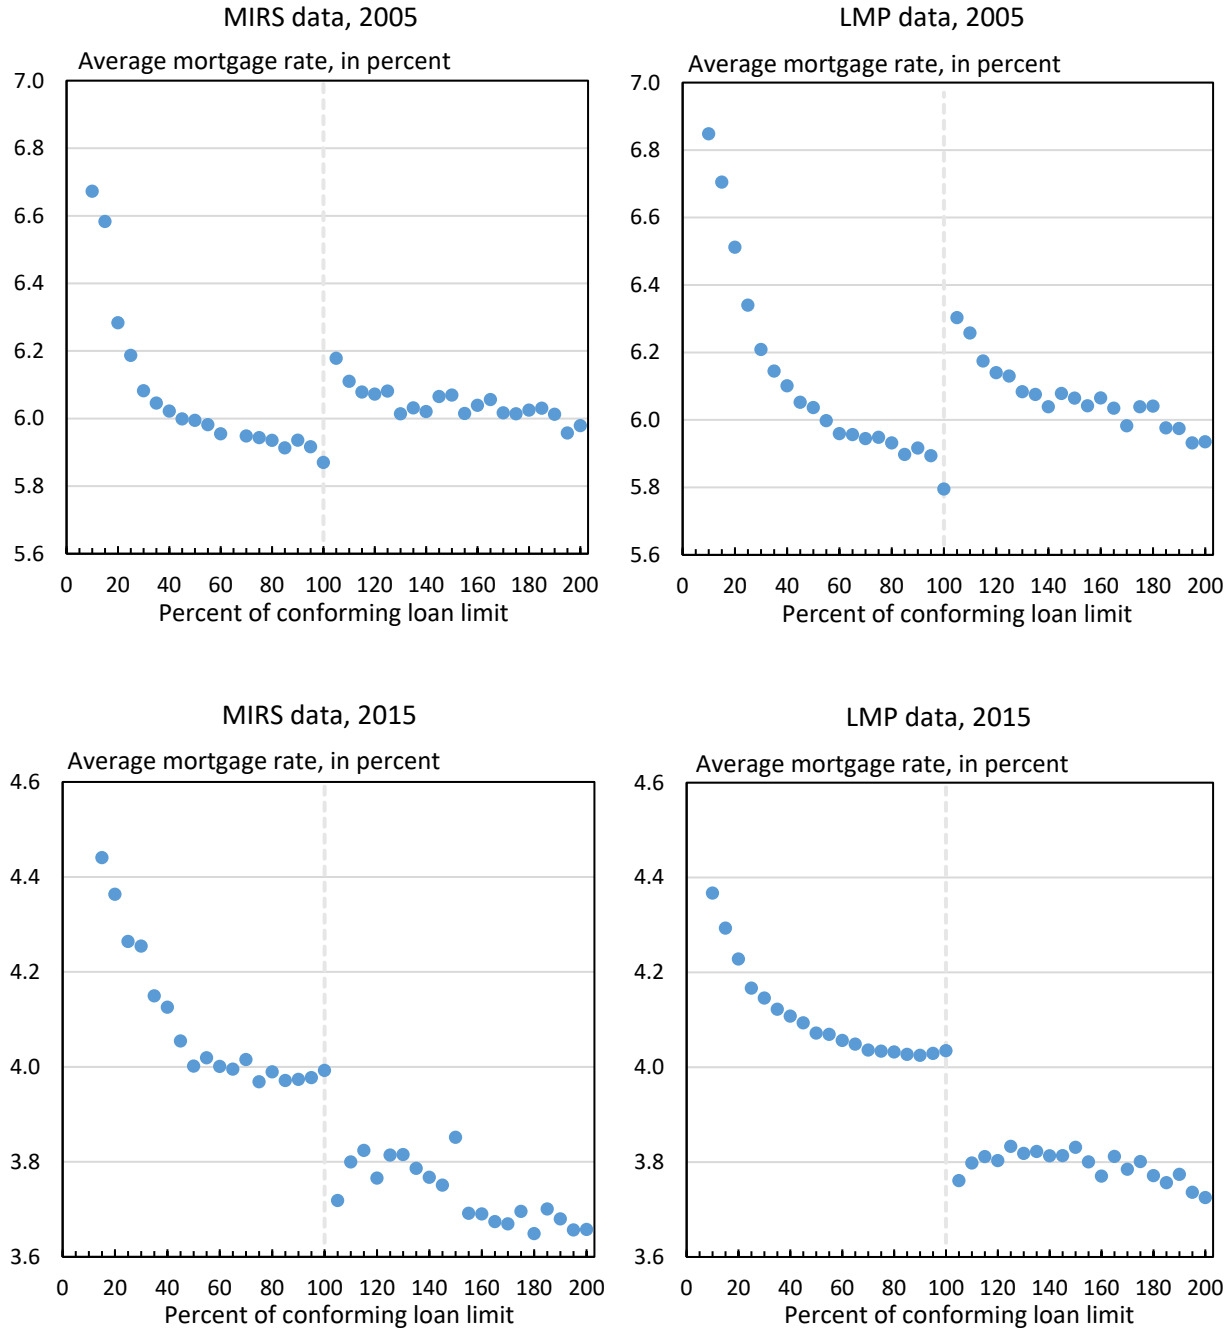 MIRS data, 2005
Average mortgage rate, in percent
7.0
6.8
6.6
6.4
6.2
6.0
5.8
5.6
0 20 40 60 80 100 120 140 160 180 200
Percent of conforming loan limit
LMP data, 2005
Average mortgage rate, in percent
7.0
6.8
6.6
6.4
6.2
6.0
5.8
5.6
0 20 40 60 80 100 120 140 160 180 200
Percent of conforming loan limit
MIRS data, 2015
Average mortgage rate, in percent
4.6
4.4
4.2
4.0
3.8
3.6
0 20 40 60 80 100 120 140 160 180 200
Percent of conforming loan limit
LMP data, 2015
Average mortgage rate, in percent
4.6
4.4
4.2
4.0
3.8
3.6
0 20 40 60 80 100 120 140 160 180 200
Percent of conforming loan limit